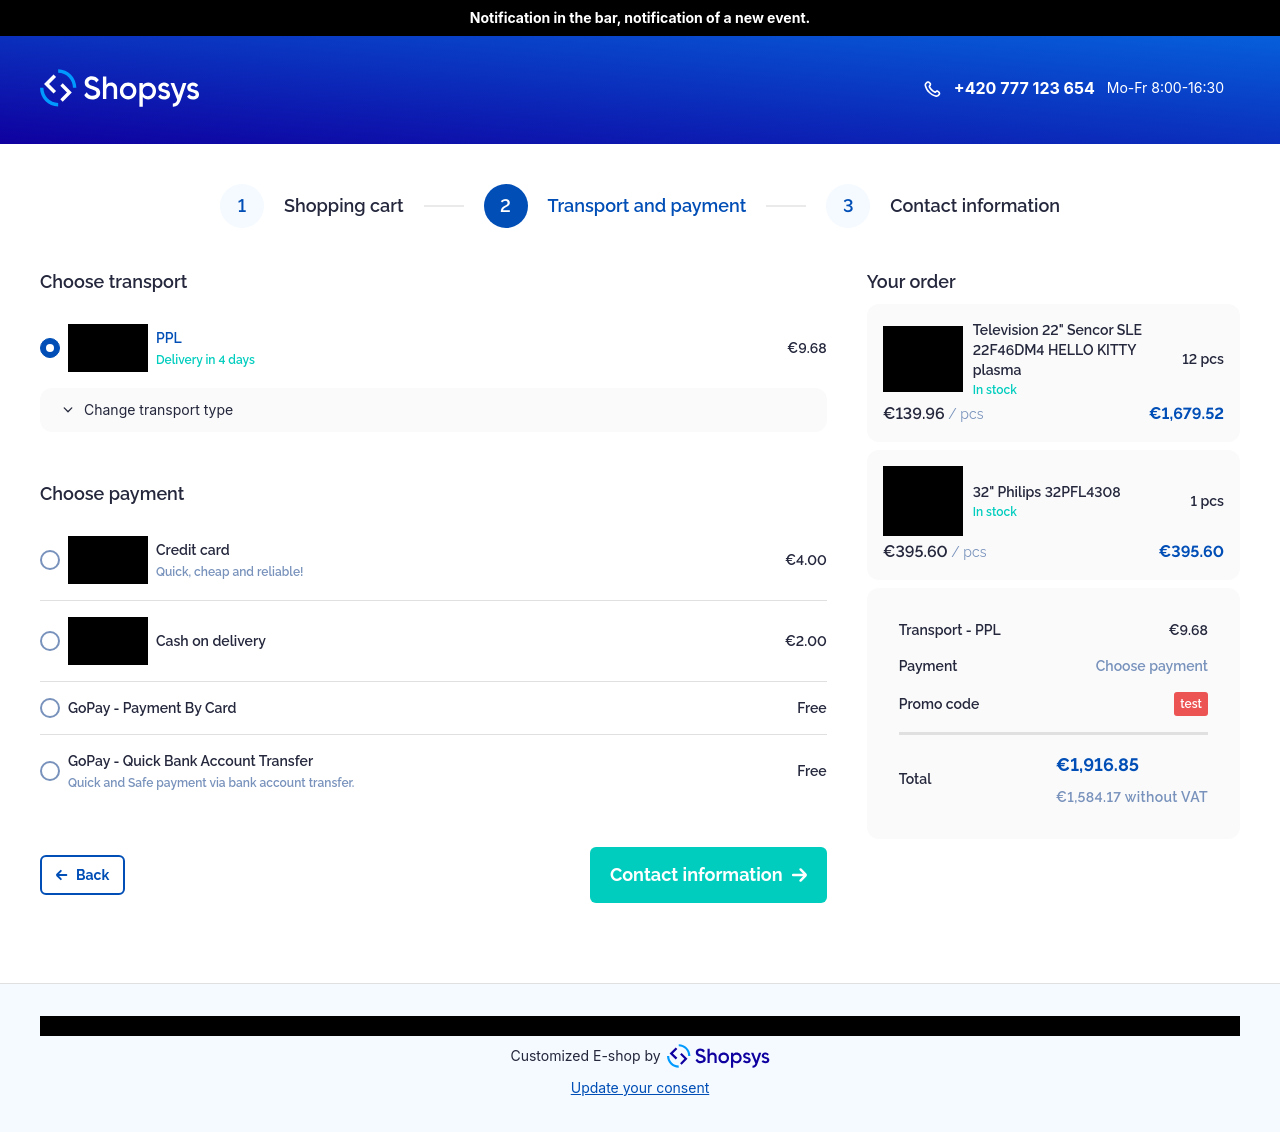 Notification in the bar, notification of a new event.
Shopsys
+420 777 123 654 Mo-Fr 8:00-16:30
1 Shopping cart 2 Transport and payment 3 Contact information
Choose transport
PPL
Delivery in 4 days
€9.68
Change transport type
Choose payment
Credit card
Quick, cheap and reliable!
€4.00
Cash on delivery
€2.00
GoPay - Payment By Card
Free
GoPay - Quick Bank Account Transfer
Quick and Safe payment via bank account transfer.
Free
Back
Contact information
Your order
Television 22" Sencor SLE
22F46DM4 HELLO KITTY
plasma
In stock
12 pcs
€139.96 / pcs
€1,679.52
32" Philips 32PFL4308
In stock
1 pcs
€395.60 / pcs
€395.60
Transport - PPL
€9.68
Payment
Choose payment
Promo code
test
Total
€1,916.85
€1,584.17 without VAT
Customized E-shop by Shopsys
Update your consent